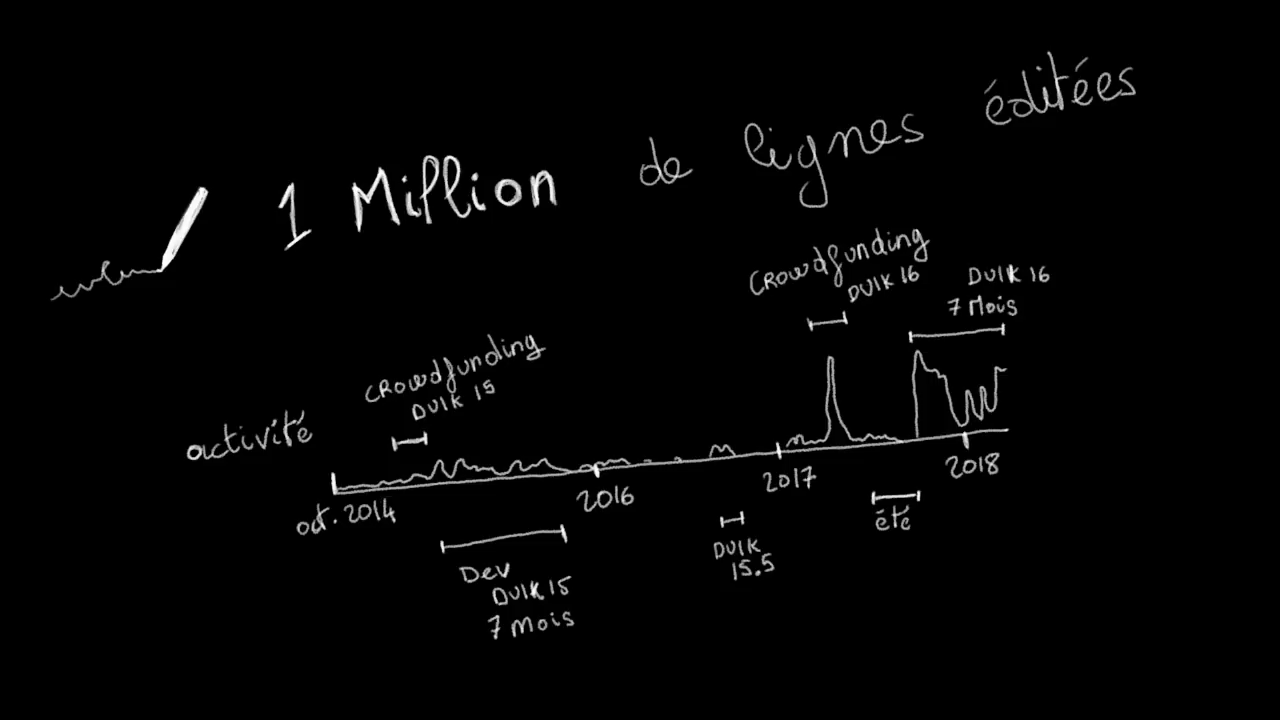 1 Million de lignes éditées
Crowdfunding
DUIK 16
DUIK 16
7 Mois
Crowdfunding
DUIK 15
activité
oct. 2014
2016
2017
2018
été
DUIK
15.5
Dev
DUIK 15
7 mois